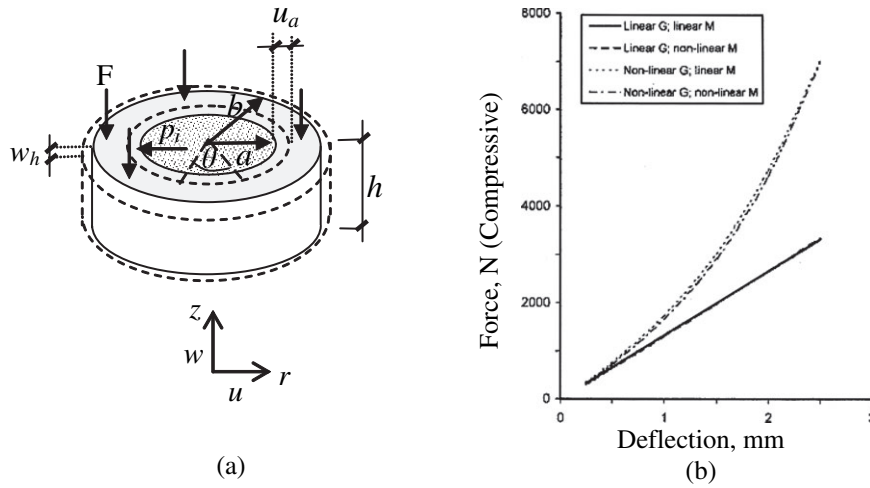 u_a
F
b
p_i
w_h
θ
a
h
z
w
u
r
(a)
Linear G; linear M
Linear G; non-linear M
Non-linear G; linear M
Non-linear G; non-linear M
8000
6000
4000
2000
0
Force, N (Compressive)
0 1 2 3
Deflection, mm
(b)